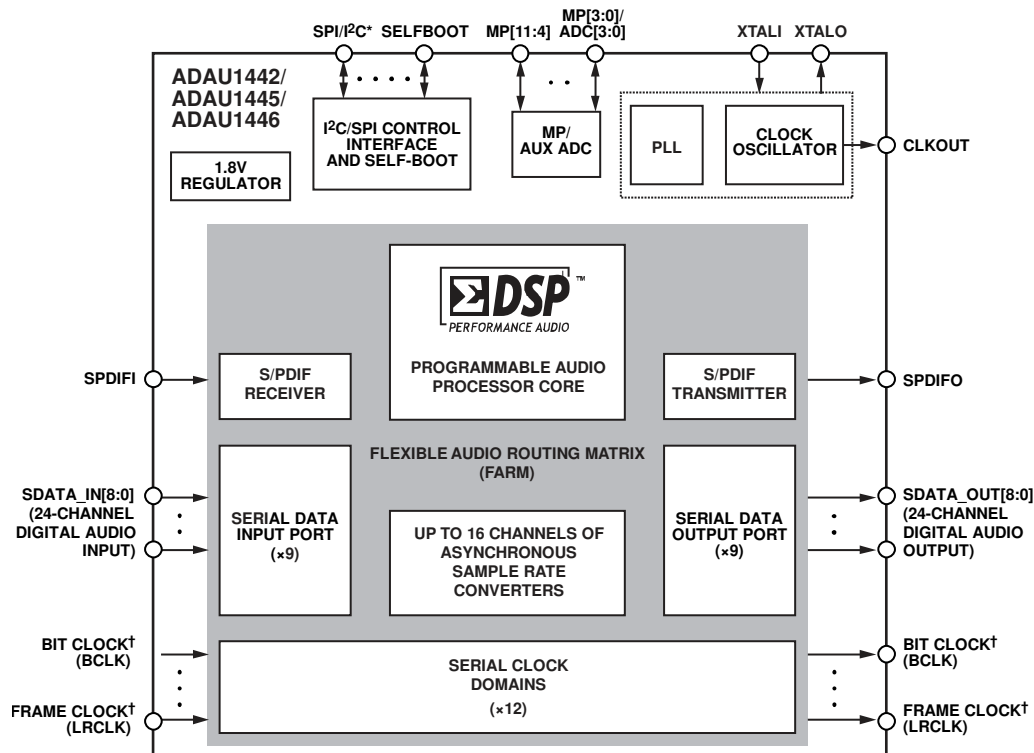 SPI/I²C* SELFBOOT MP[11:4] MP[3:0]/
ADC[3:0] XTALI XTALO
ADAU1442/
ADAU1445/
ADAU1446
1.8V
REGULATOR
I²C/SPI CONTROL
INTERFACE
AND SELF-BOOT
MP/
AUX ADC
PLL
CLOCK
OSCILLATOR
CLKOUT
ΣDSP™
PERFORMANCE AUDIO
PROGRAMMABLE AUDIO
PROCESSOR CORE
SPDIFI
S/PDIF
RECEIVER
S/PDIF
TRANSMITTER
SPDIFO
FLEXIBLE AUDIO ROUTING MATRIX
(FARM)
SDATA_IN[8:0]
(24-CHANNEL
DIGITAL AUDIO
INPUT)
SERIAL DATA
INPUT PORT
(×9)
UP TO 16 CHANNELS OF
ASYNCHRONOUS
SAMPLE RATE
CONVERTERS
SERIAL DATA
OUTPUT PORT
(×9)
SDATA_OUT[8:0]
(24-CHANNEL
DIGITAL AUDIO
OUTPUT)
BIT CLOCK†
(BCLK)
FRAME CLOCK†
(LRCLK)
SERIAL CLOCK
DOMAINS
(×12)
BIT CLOCK†
(BCLK)
FRAME CLOCK†
(LRCLK)